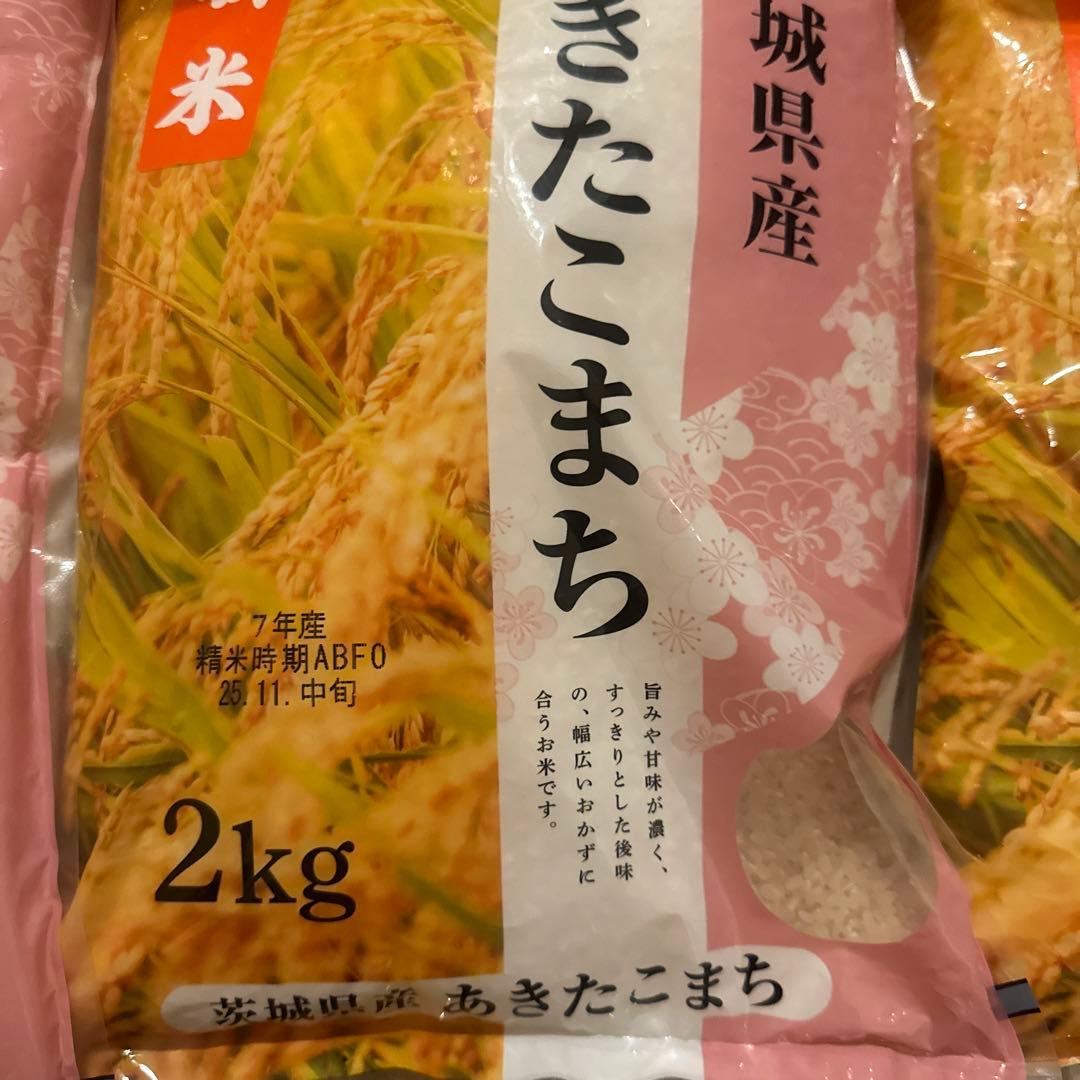 米
城県産
きたこまち
7年産
精米時期ABFO
25.11.中旬
旨みや甘味が濃く、
すっきりとした後味
の、幅広いおかずに
合うお米です。
2kg
茨城県産 あきたこまち